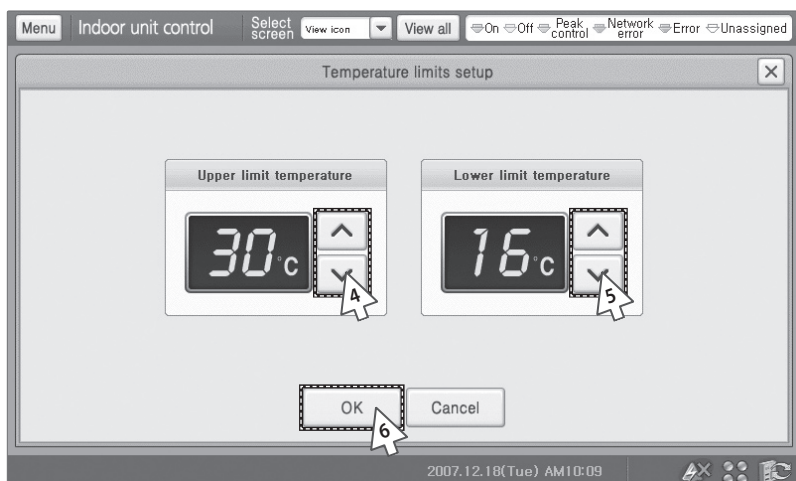 Menu Indoor unit control Select screen View icon View all On Off Peak control Network error Error Unassigned
Temperature limits setup
Upper limit temperature Lower limit temperature
30°C 16°C
4 5
OK Cancel
6
2007.12.18(Tue) AM10:09